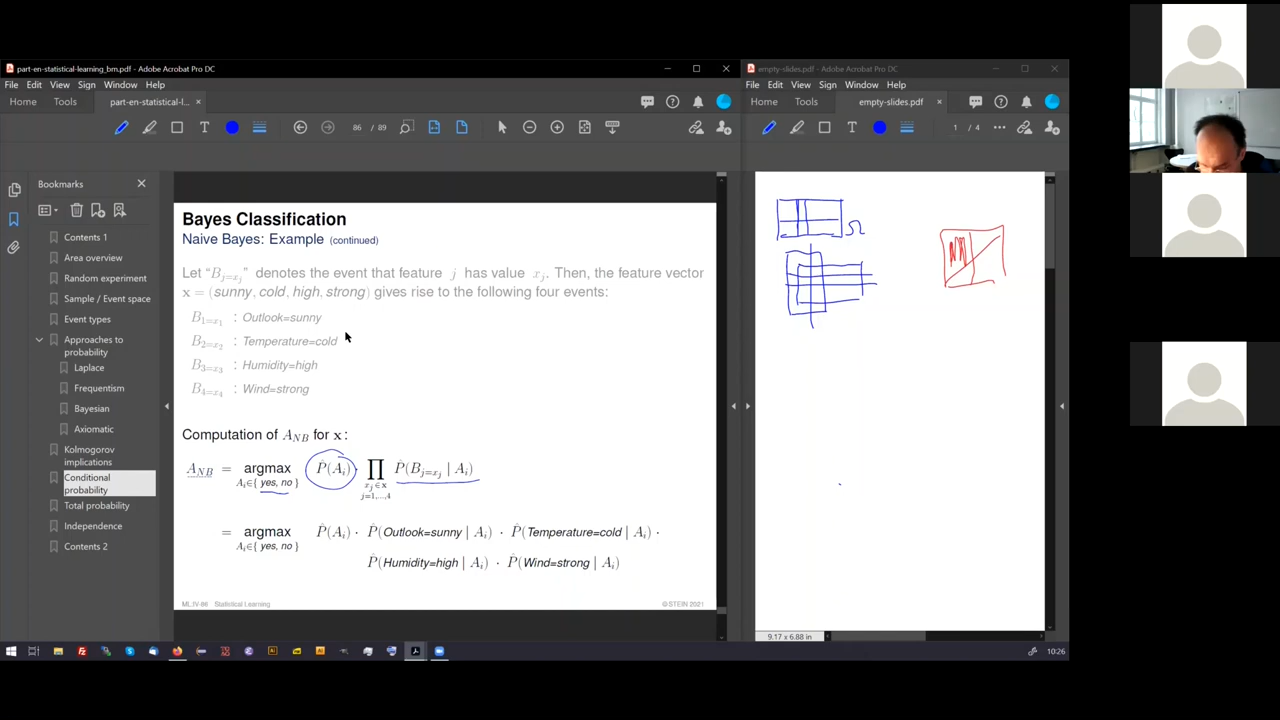 part-en-statistical-learning_bm.pdf - Adobe Acrobat Pro DC
File Edit View Sign Window Help
Home Tools part-en-statistical-l... ×
86 / 89
Bookmarks
Contents 1
Area overview
Random experiment
Sample / Event space
Event types
Approaches to
probability
Laplace
Frequentism
Bayesian
Axiomatic
Kolmogorov
implications
Conditional
probability
Total probability
Independence
Contents 2
Bayes Classification
Naive Bayes: Example (continued)
Let “B_{j=x_j}” denotes the event that feature j has value x_j. Then, the feature vector
x = (sunny, cold, high, strong) gives rise to the following four events:
B_{1=x_1} : Outlook=sunny
B_{2=x_2} : Temperature=cold
B_{3=x_3} : Humidity=high
B_{4=x_4} : Wind=strong
Computation of A_{NB} for x :
A_{NB} = argmax P̂(A_i) · ∏ P̂(B_{j=x_j} | A_i)
A_i∈{ yes, no } x_j∈x
j=1,...,4
= argmax P̂(A_i) · P̂(Outlook=sunny | A_i) · P̂(Temperature=cold | A_i) ·
A_i∈{ yes, no }
P̂(Humidity=high | A_i) · P̂(Wind=strong | A_i)
ML:IV-86 Statistical Learning © STEIN 2021
empty-slides.pdf - Adobe Acrobat Pro DC
File Edit View Sign Window Help
Home Tools empty-slides.pdf ×
1 / 4
Ω
9.17 x 6.88 in
10:26